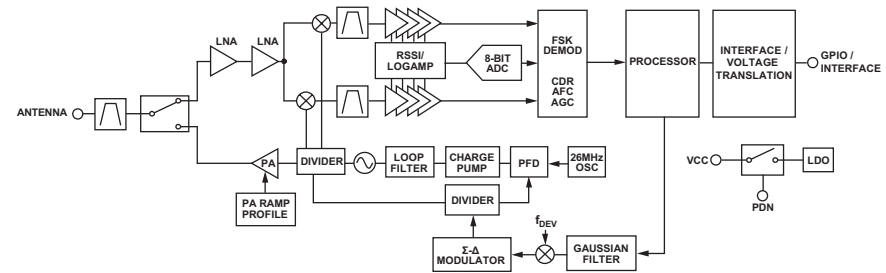 LNA
LNA
RSSI/
LOGAMP
8-BIT
ADC
FSK
DEMOD
CDR
AFC
AGC
PROCESSOR
INTERFACE /
VOLTAGE
TRANSLATION
GPIO /
INTERFACE
ANTENNA
PA
DIVIDER
LOOP
FILTER
CHARGE
PUMP
PFD
26MHz
OSC
VCC
LDO
PDN
PA RAMP
PROFILE
DIVIDER
fDEV
Σ-Δ
MODULATOR
GAUSSIAN
FILTER